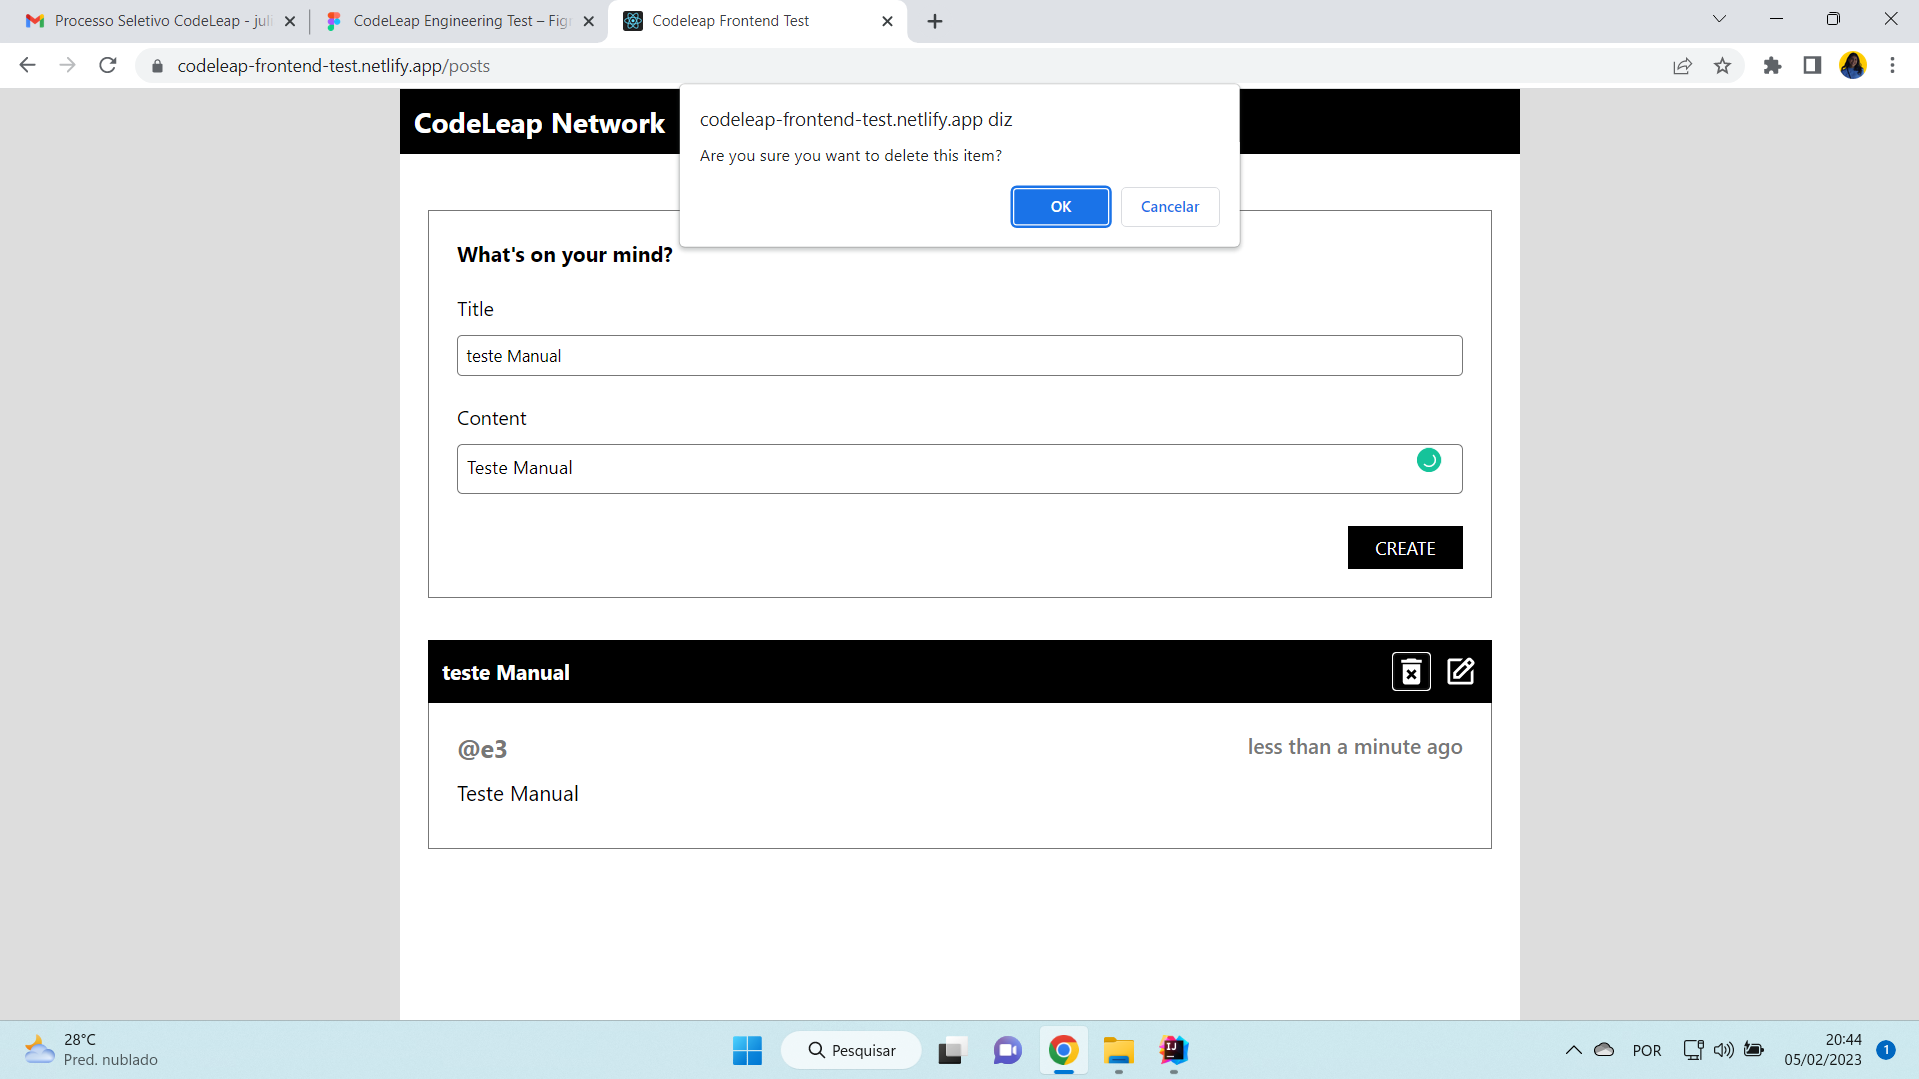 Processo Seletivo CodeLeap - juli
CodeLeap Engineering Test – Fig
Codeleap Frontend Test
codeleap-frontend-test.netlify.app/posts
codeleap-frontend-test.netlify.app diz
Are you sure you want to delete this item?
OK
Cancelar
CodeLeap Network
What's on your mind?
Title
teste Manual
Content
Teste Manual
CREATE
teste Manual
@e3
less than a minute ago
Teste Manual
28°C
Pred. nublado
Pesquisar
POR
20:44
05/02/2023
1